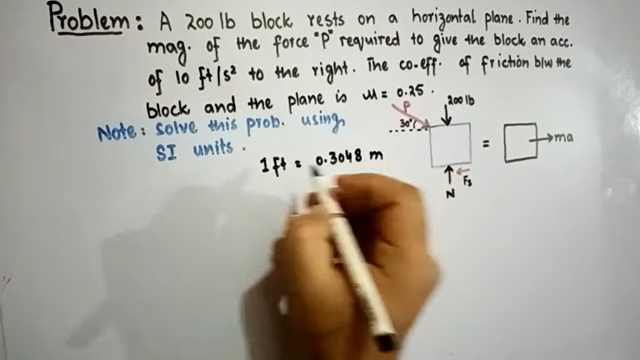 Problem: A 200 lb block rests on a horizontal plane. Find the
mag. of the force "P" required to give the block an acc.
of 10 ft/s² to the right. The co-eff. of friction b/w the
block and the plane is μ = 0.25.
Note: Solve this prob. using
SI units.
1 ft = 0.3048 m
P
200 lb
30°
N
Fs
=
ma